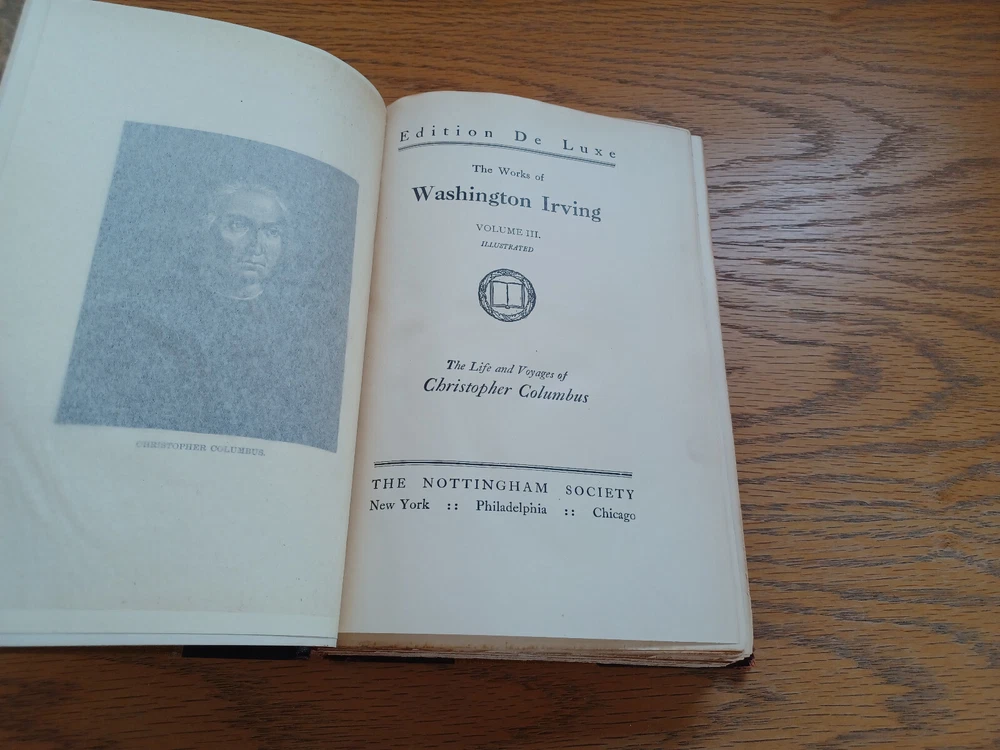 CHRISTOPHER COLUMBUS.
Edition De Luxe
The Works of
Washington Irving
VOLUME III.
ILLUSTRATED
The Life and Voyages of
Christopher Columbus
THE NOTTINGHAM SOCIETY
New York :: Philadelphia :: Chicago